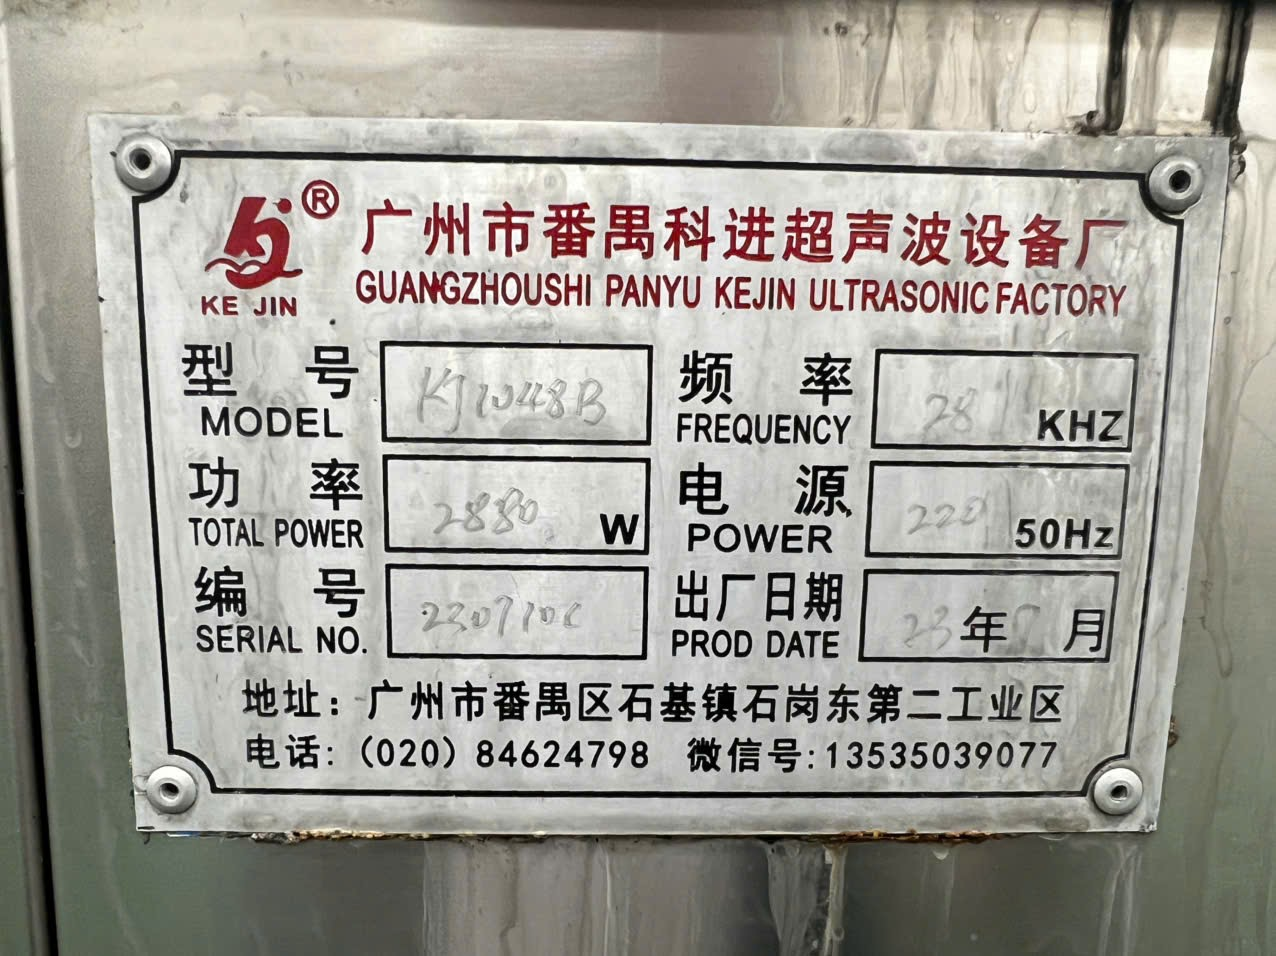 ®
广州市番禺科进超声波设备厂
GUANGZHOUSHI PANYU KEJIN ULTRASONIC FACTORY
KE JIN
型号 KJ1048B 频率 28 KHZ
MODEL FREQUENCY
功率 2880 W 电源 220 50Hz
TOTAL POWER POWER
编号 出厂日期 23年 月
SERIAL NO. PROD DATE
地址：广州市番禺区石基镇石岗东第二工业区
电话:（020）84624798 微信号:13535039077